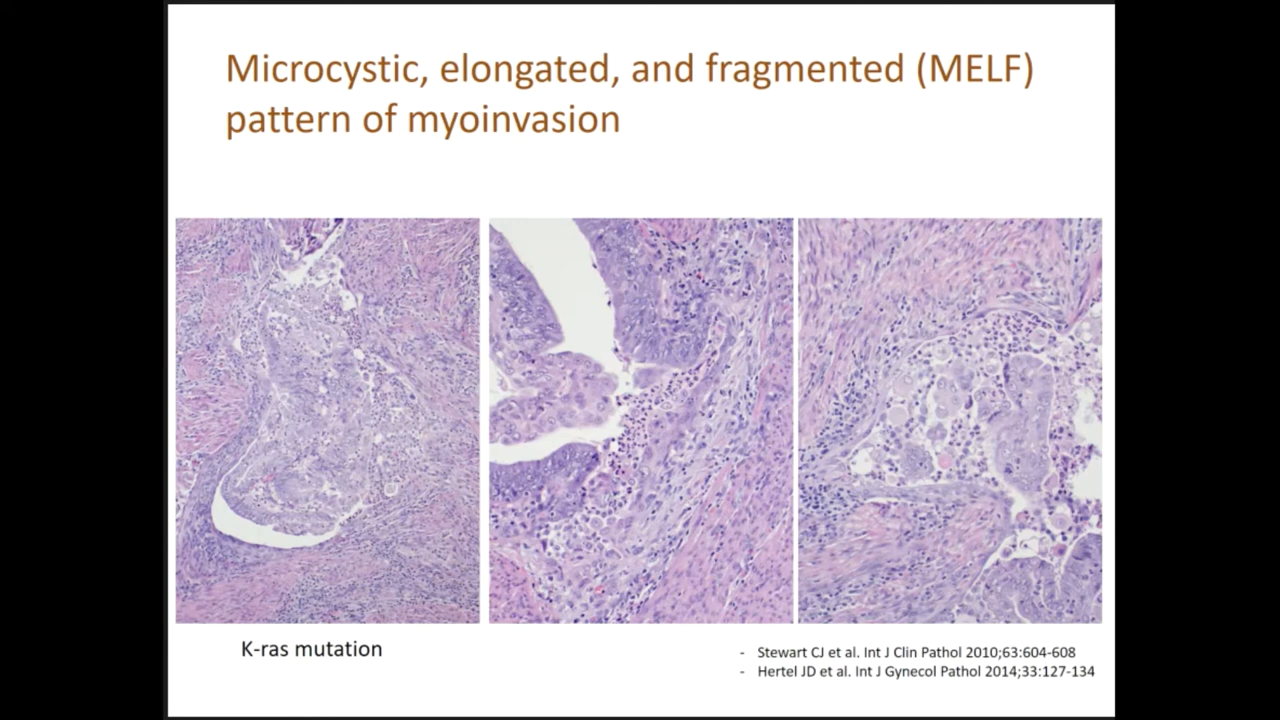 Microcystic, elongated, and fragmented (MELF)
pattern of myoinvasion
K-ras mutation
- Stewart CJ et al. Int J Clin Pathol 2010;63:604-608
- Hertel JD et al. Int J Gynecol Pathol 2014;33:127-134